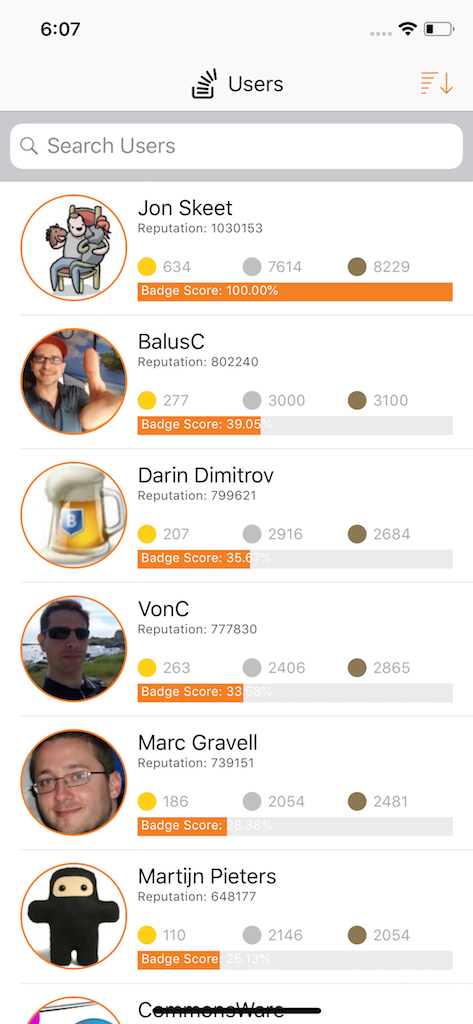 6:07
Users
Search Users
Jon Skeet
Reputation: 1030153
634 7614 8229
Badge Score: 100.00%
BalusC
Reputation: 802240
277 3000 3100
Badge Score: 39.05%
Darin Dimitrov
Reputation: 799621
B
207 2916 2684
Badge Score: 35.67%
VonC
Reputation: 777830
263 2406 2865
Badge Score: 33.58%
Marc Gravell
Reputation: 739151
186 2054 2481
Badge Score: 28.38%
Martijn Pieters
Reputation: 648177
110 2146 2054
Badge Score: 26.13%
CommonsWare